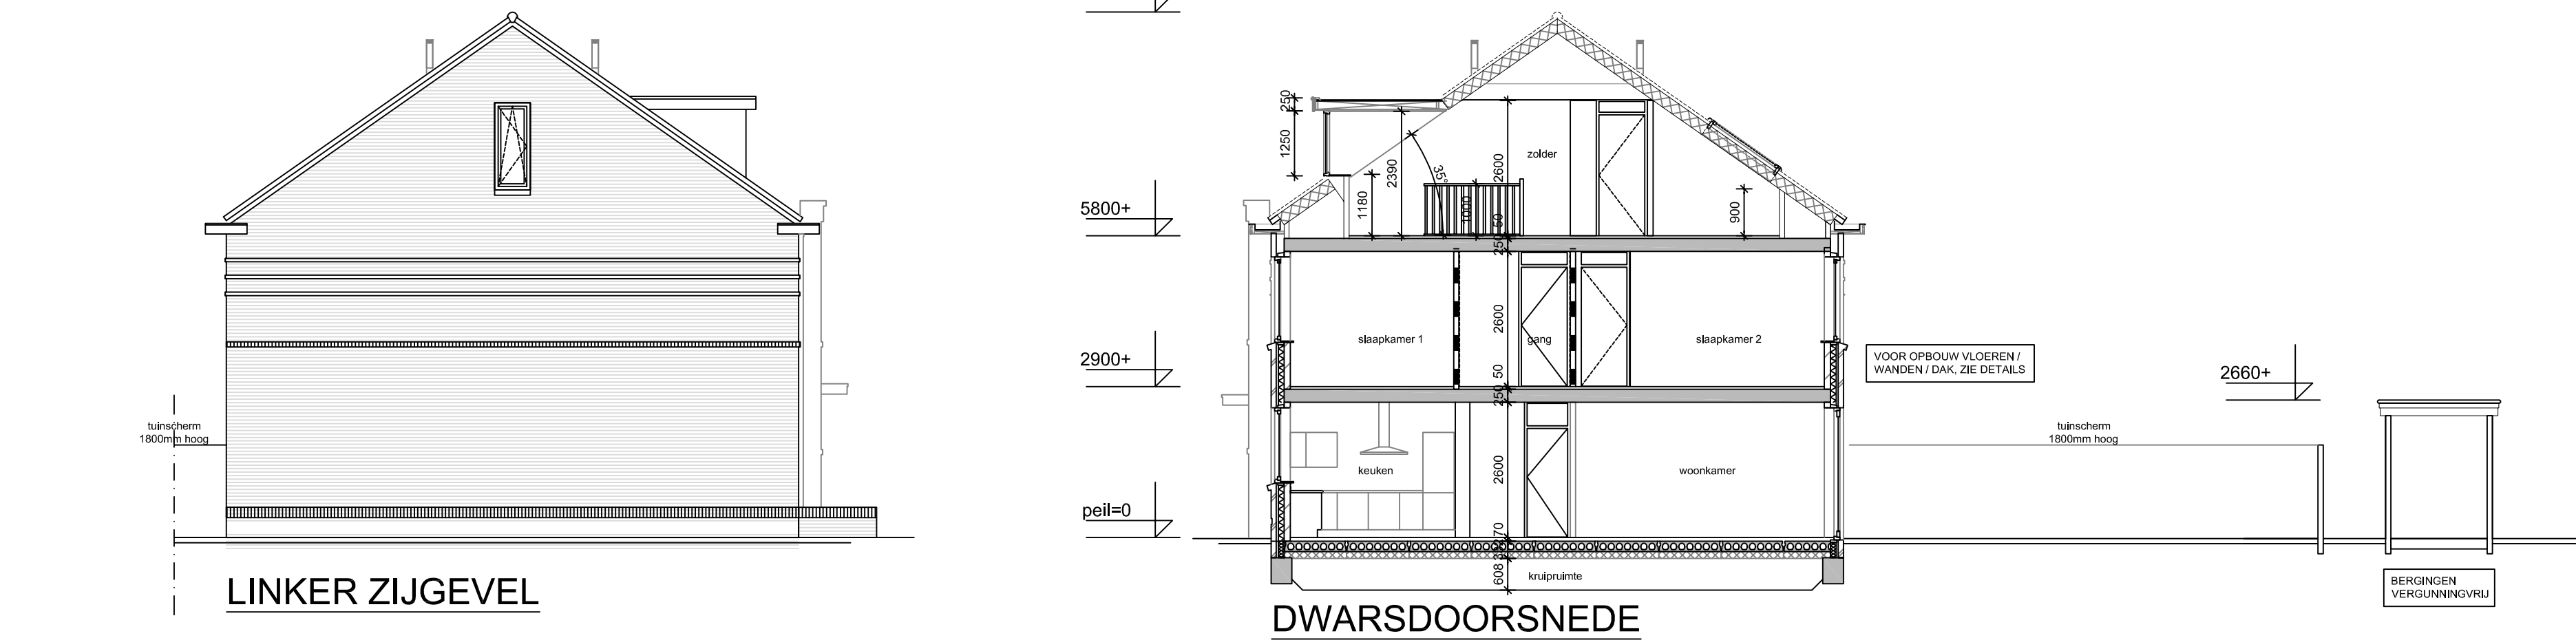 250
1250
2390
1180
35°
2600
zolder
1000
900
5800+
50
250
2600
slaapkamer 1
gang
slaapkamer 2
2900+
50
250
VOOR OPBOUW VLOEREN /
WANDEN / DAK, ZIE DETAILS
2660+
tuinscherm
1800mm hoog
tuinscherm
1800mm hoog
keuken
2600
woonkamer
peil=0
70
608
kruipruimte
LINKER ZIJGEVEL
DWARSDOORSNEDE
BERGINGEN
VERGUNNINGVRIJ